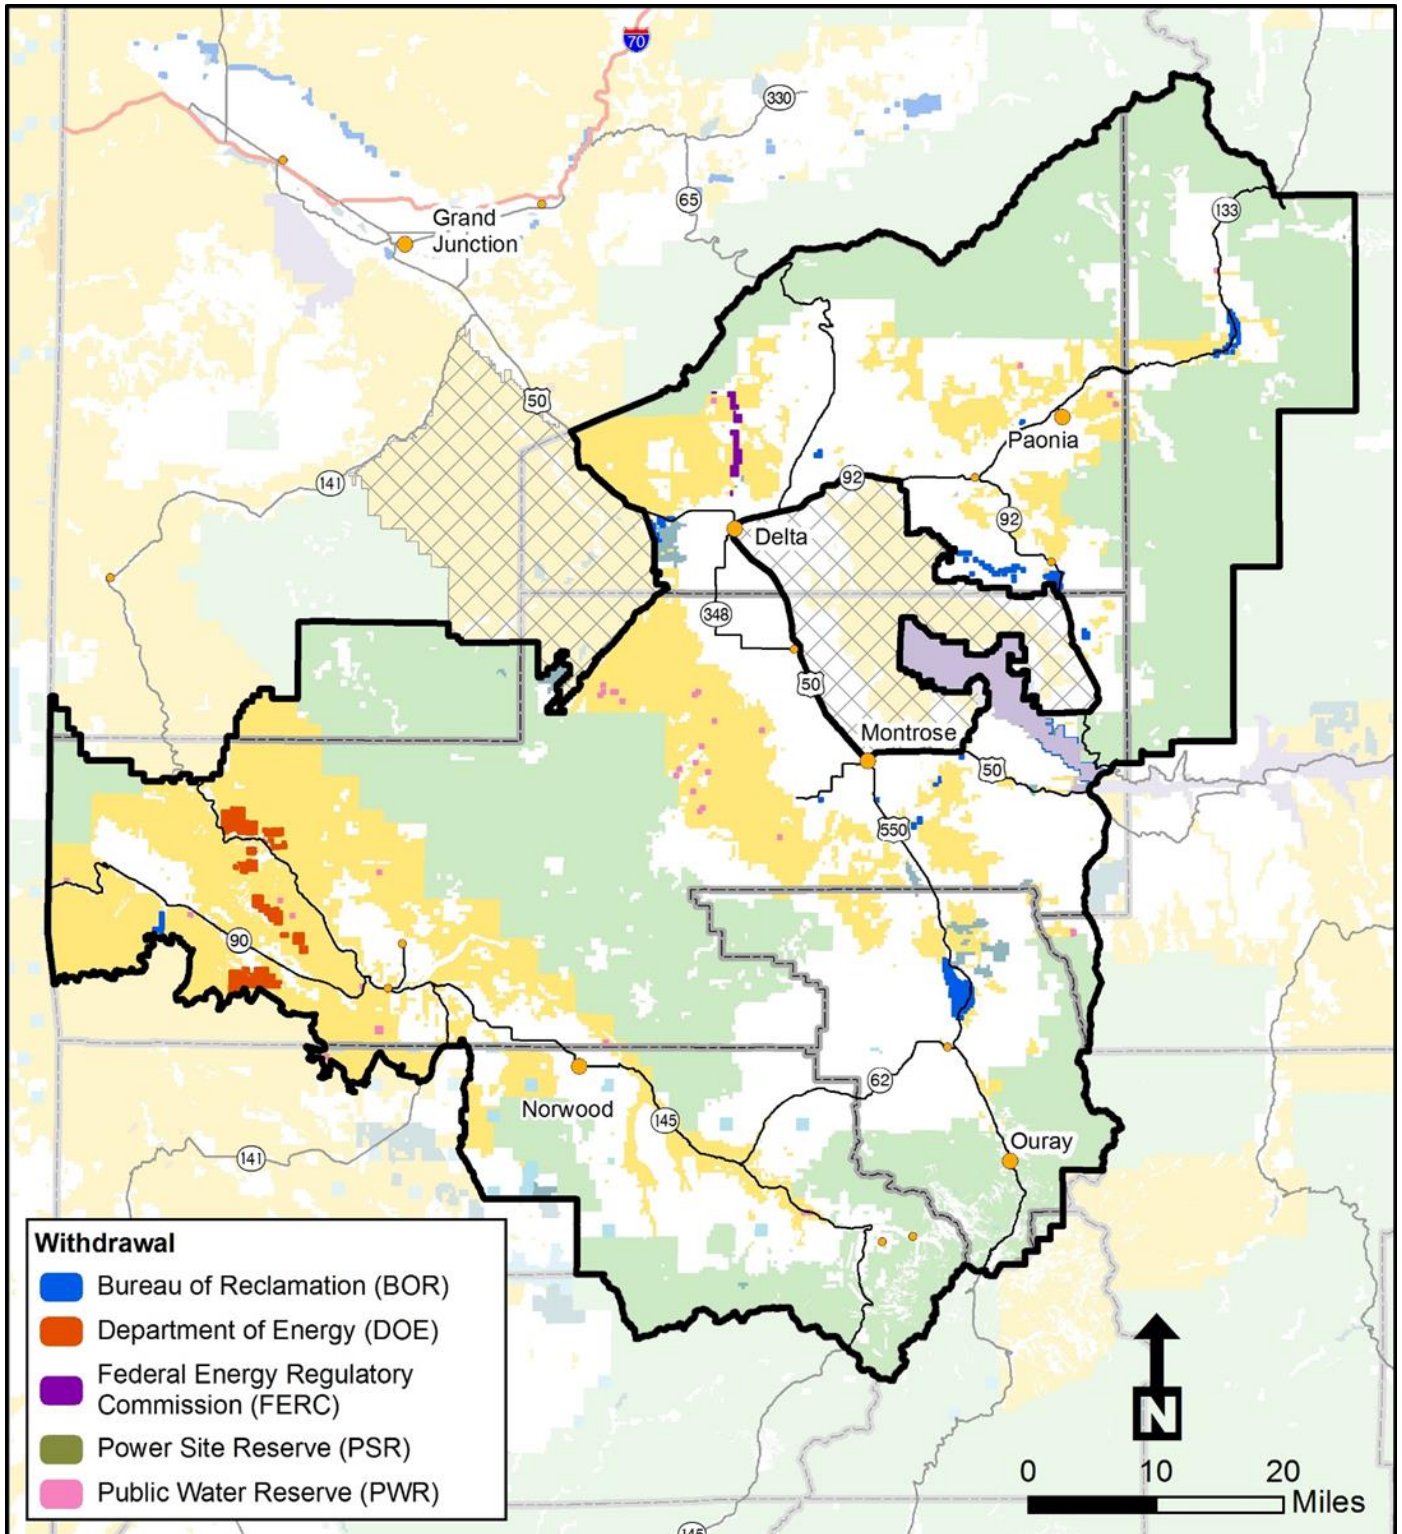 70
330
65
133
Grand
Junction
50
141
Paonia
92
92
Delta
348
50
Montrose
50
550
90
62
Norwood
145
Ouray
141
Withdrawal
Bureau of Reclamation (BOR)
Department of Energy (DOE)
Federal Energy Regulatory
Commission (FERC)
Power Site Reserve (PSR)
Public Water Reserve (PWR)
N
0 10 20
Miles
145